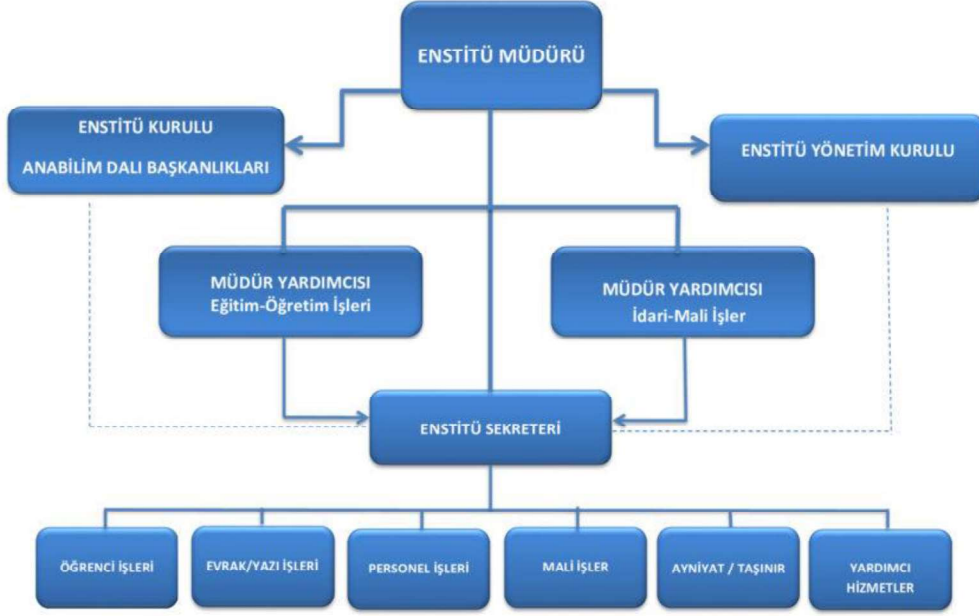 ENSTİTÜ MÜDÜRÜ
ENSTİTÜ KURULU
ANABİLİM DALI BAŞKANLIKLARI
ENSTİTÜ YÖNETİM KURULU
MÜDÜR YARDIMCISI
Eğitim-Öğretim İşleri
MÜDÜR YARDIMCISI
İdari-Mali İşler
ENSTİTÜ SEKRETERİ
ÖĞRENCİ İŞLERİ
EVRAK/YAZI İŞLERİ
PERSONEL İŞLERİ
MALİ İŞLER
AYNİYAT / TAŞINIR
YARDIMCI
HİZMETLER